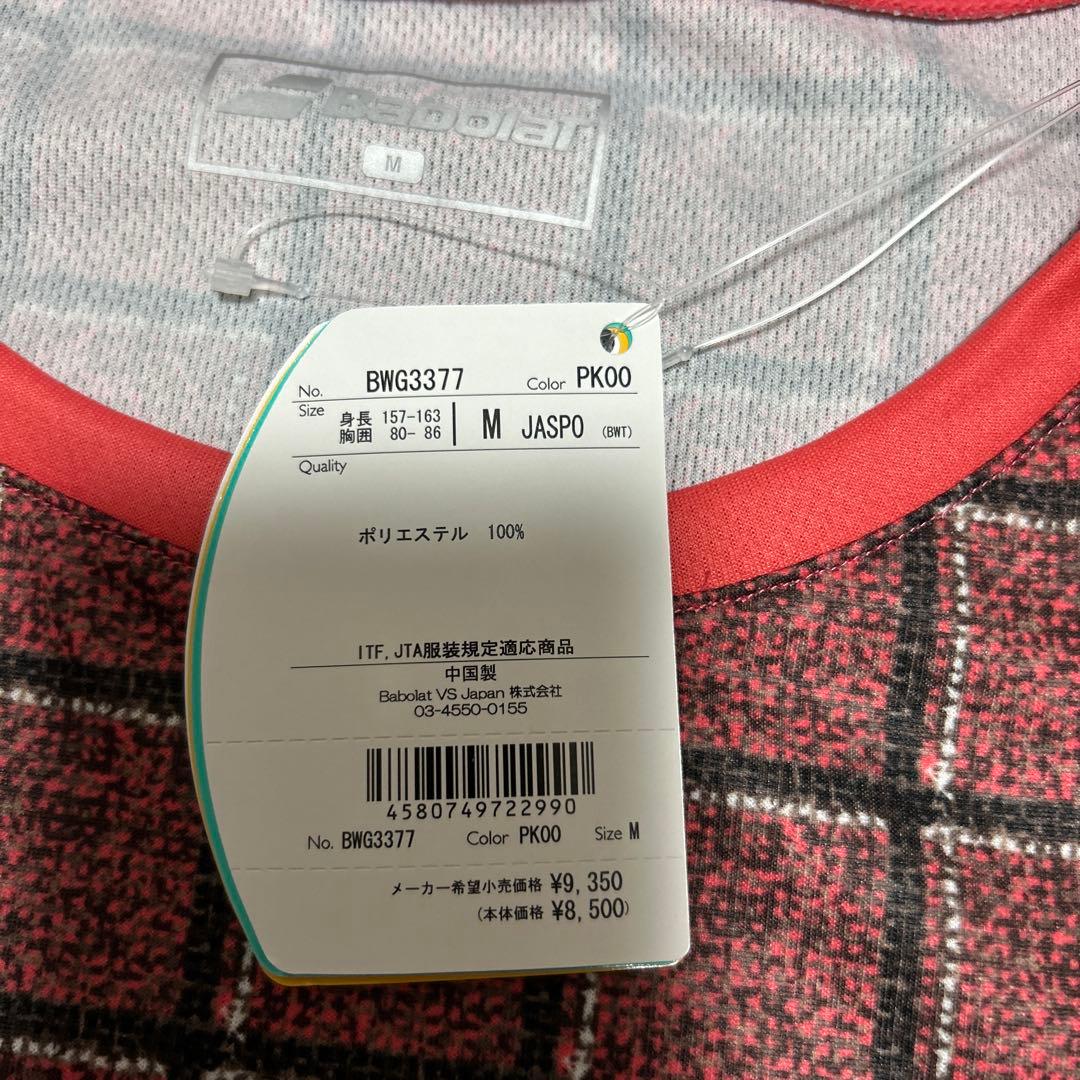 Babolat
M
No. BWG3377 Color PK00
Size 身長 157-163 M JASPO (BWT)
胸囲 80- 86
Quality
ポリエステル 100%
ITF, JTA服装規定適応商品
中国製
Babolat VS Japan 株式会社
03-4550-0155
4580749722990
No. BWG3377 Color PK00 Size M
メーカー希望小売価格 ¥9,350
(本体価格 ¥8,500)